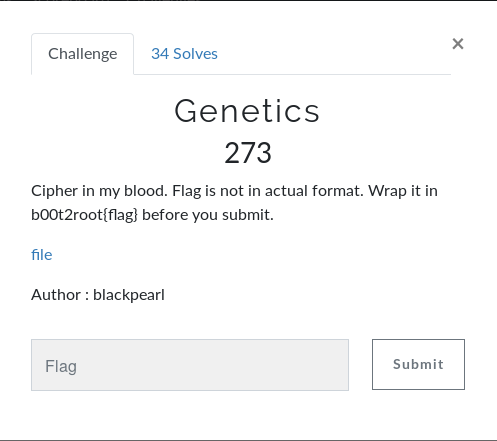 Challenge
34 Solves
×
Genetics
273
Cipher in my blood. Flag is not in actual format. Wrap it in
b00t2root{flag} before you submit.
file
Author : blackpearl
Flag
Submit